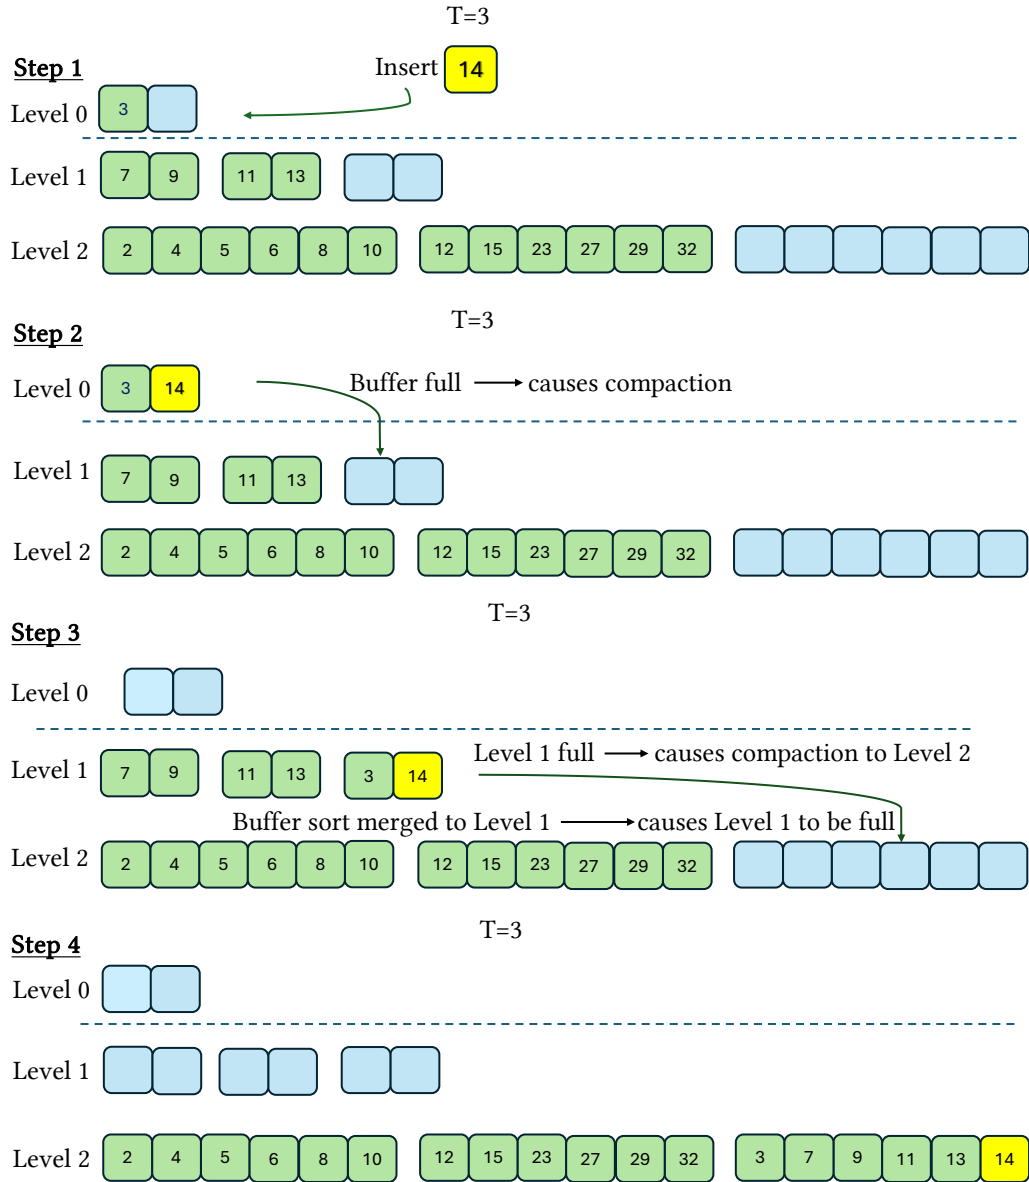 T=3
Step 1
Insert 14
Level 0 3
Level 1 7 9 11 13
Level 2 2 4 5 6 8 10 12 15 23 27 29 32
T=3
Step 2
Level 0 3 14 Buffer full causes compaction
Level 1 7 9 11 13
Level 2 2 4 5 6 8 10 12 15 23 27 29 32
T=3
Step 3
Level 0
Level 1 full causes compaction to Level 2
Level 1 7 9 11 13 3 14
Buffer sort merged to Level 1 causes Level 1 to be full
Level 2 2 4 5 6 8 10 12 15 23 27 29 32
T=3
Step 4
Level 0
Level 1
Level 2 2 4 5 6 8 10 12 15 23 27 29 32 3 7 9 11 13 14